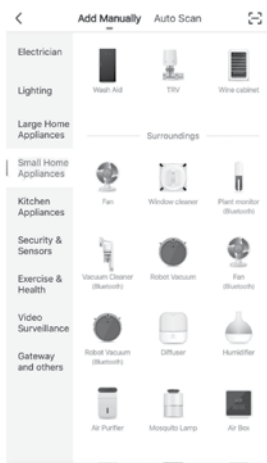 Add Manually Auto Scan
Electrician
Lighting
Large Home
Appliances
Small Home
Appliances
Kitchen
Appliances
Security &
Sensors
Exercise &
Health
Video
Surveillance
Gateway
and others
Wash Aid TRV Wine cabinet
Surroundings
Fan Window cleaner Plant monitor
(Bluetooth)
Vacuum Cleaner Robot Vacuum Fan
(Bluetooth) (Bluetooth)
Robot Vacuum Diffuser Humidifier
(Bluetooth)
Air Purifier Mosquito Lamp Air Box